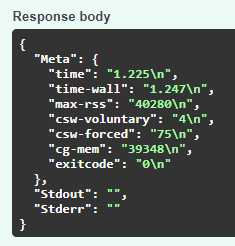 Response body
{
  "Meta": {
    "time": "1.225\n",
    "time-wall": "1.247\n",
    "max-rss": "40280\n",
    "csw-voluntary": "4\n",
    "csw-forced": "75\n",
    "cg-mem": "39348\n",
    "exitcode": "0\n"
  },
  "Stdout": "",
  "Stderr": ""
}